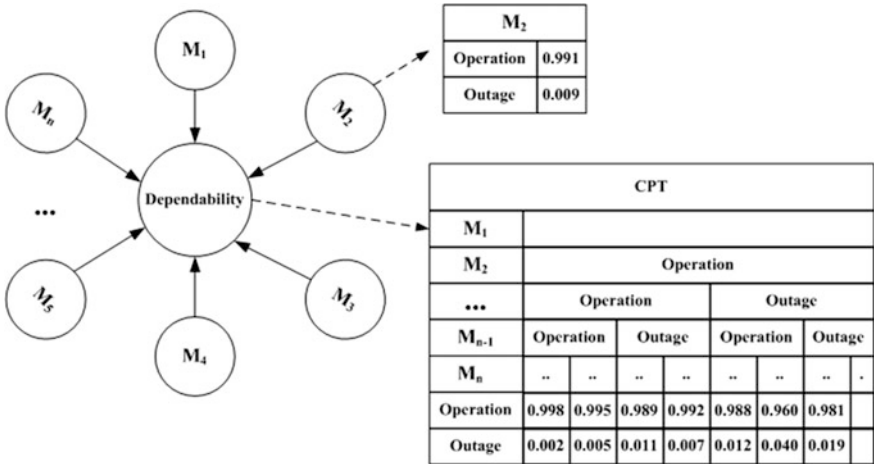 M₁
M₂
Mₙ
Dependability
...
M₅
M₄
M₃
M₂
Operation 0.991
Outage 0.009
CPT
M₁
M₂ Operation
... Operation Outage
Mₙ₋₁ Operation Outage Operation Outage
Mₙ .. .. .. .. .. .. .. .
Operation 0.998 0.995 0.989 0.992 0.988 0.960 0.981
Outage 0.002 0.005 0.011 0.007 0.012 0.040 0.019